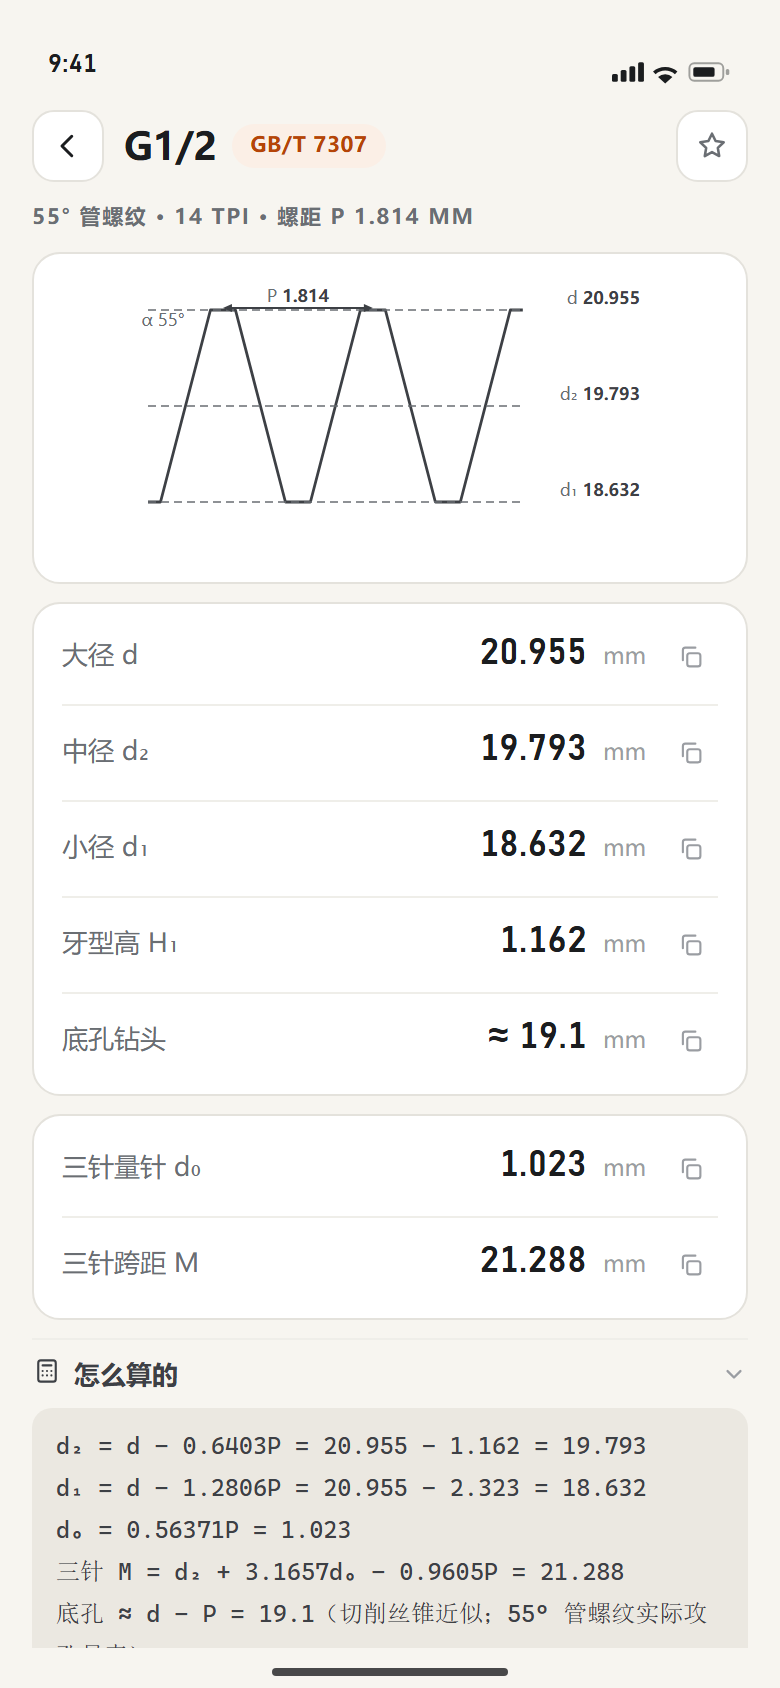 9:41
G1/2 GB/T 7307
55° 管螺纹 • 14 TPI • 螺距 P 1.814 MM
P 1.814
d 20.955
α 55°
d₂ 19.793
d₁ 18.632
大径 d 20.955 mm
中径 d₂ 19.793 mm
小径 d₁ 18.632 mm
牙型高 H₁ 1.162 mm
底孔钻头 ≈ 19.1 mm
三针量针 d₀ 1.023 mm
三针跨距 M 21.288 mm
怎么算的
d₂ = d − 0.6403P = 20.955 − 1.162 = 19.793
d₁ = d − 1.2806P = 20.955 − 2.323 = 18.632
d₀ = 0.56371P = 1.023
三针 M = d₂ + 3.1657d₀ − 0.9605P = 21.288
底孔 ≈ d − P = 19.1（切削丝锥近似；55° 管螺纹实际攻